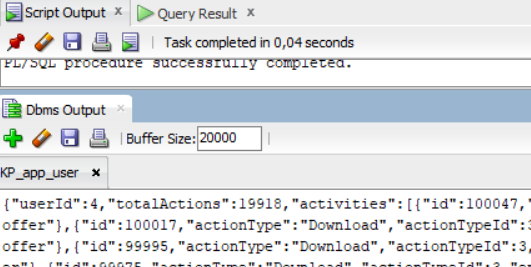 Script Output x Query Result x
Task completed in 0,04 seconds
PL/SQL procedure successfully completed.
Dbms Output x
Buffer Size: 20000
KP_app_user x
{"userId":4,"totalActions":19918,"activities":[{"id":100047,"
offer"},{"id":100017,"actionType":"Download","actionTypeId":3
offer"},{"id":99995,"actionType":"Download","actionTypeId":3,
er"},{"id":99975,"actionType":"Download","actionTypeId":3,"